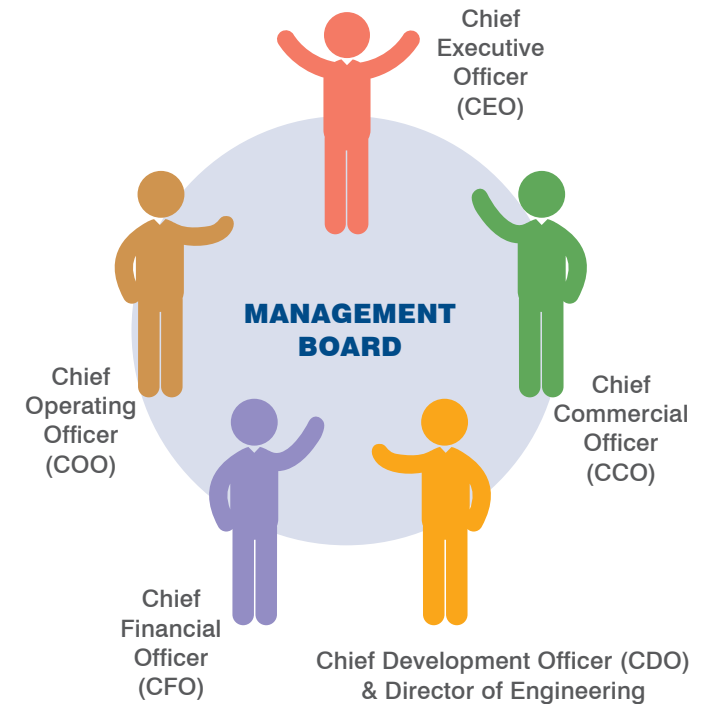 Chief
Executive
Officer
(CEO)
MANAGEMENT
BOARD
Chief
Operating
Officer
(COO)
Chief
Commercial
Officer
(CCO)
Chief
Financial
Officer
(CFO)
Chief Development Officer (CDO)
& Director of Engineering